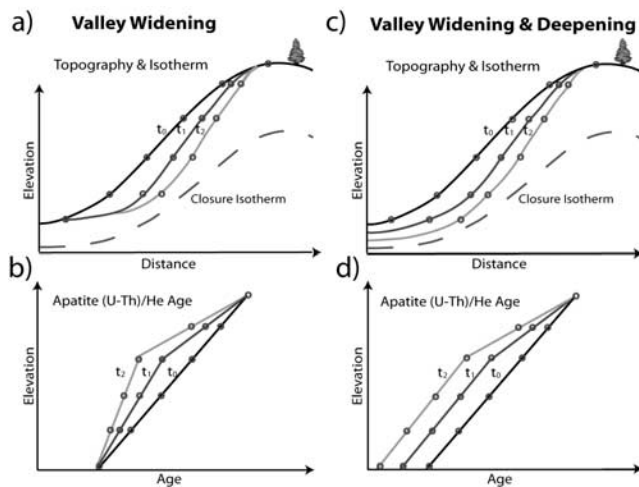 a)
Valley Widening
Topography & Isotherm
t0
t1
t2
Closure Isotherm
Elevation
Distance
b)
Apatite (U-Th)/He Age
t2
t1
t0
Elevation
Age
c)
Valley Widening & Deepening
Topography & Isotherm
t0
t1
t2
Closure Isotherm
Elevation
Distance
d)
Apatite (U-Th)/He Age
t2
t1
t0
Elevation
Age